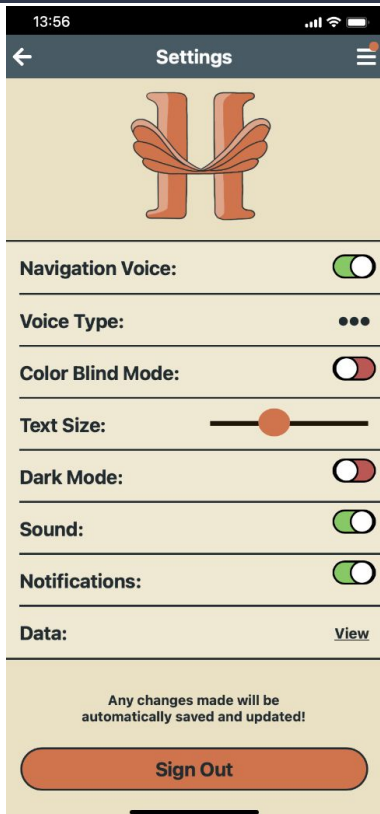 13:56
Settings
H
Navigation Voice:
Voice Type:
Color Blind Mode:
Text Size:
Dark Mode:
Sound:
Notifications:
Data: View
Any changes made will be
automatically saved and updated!
Sign Out